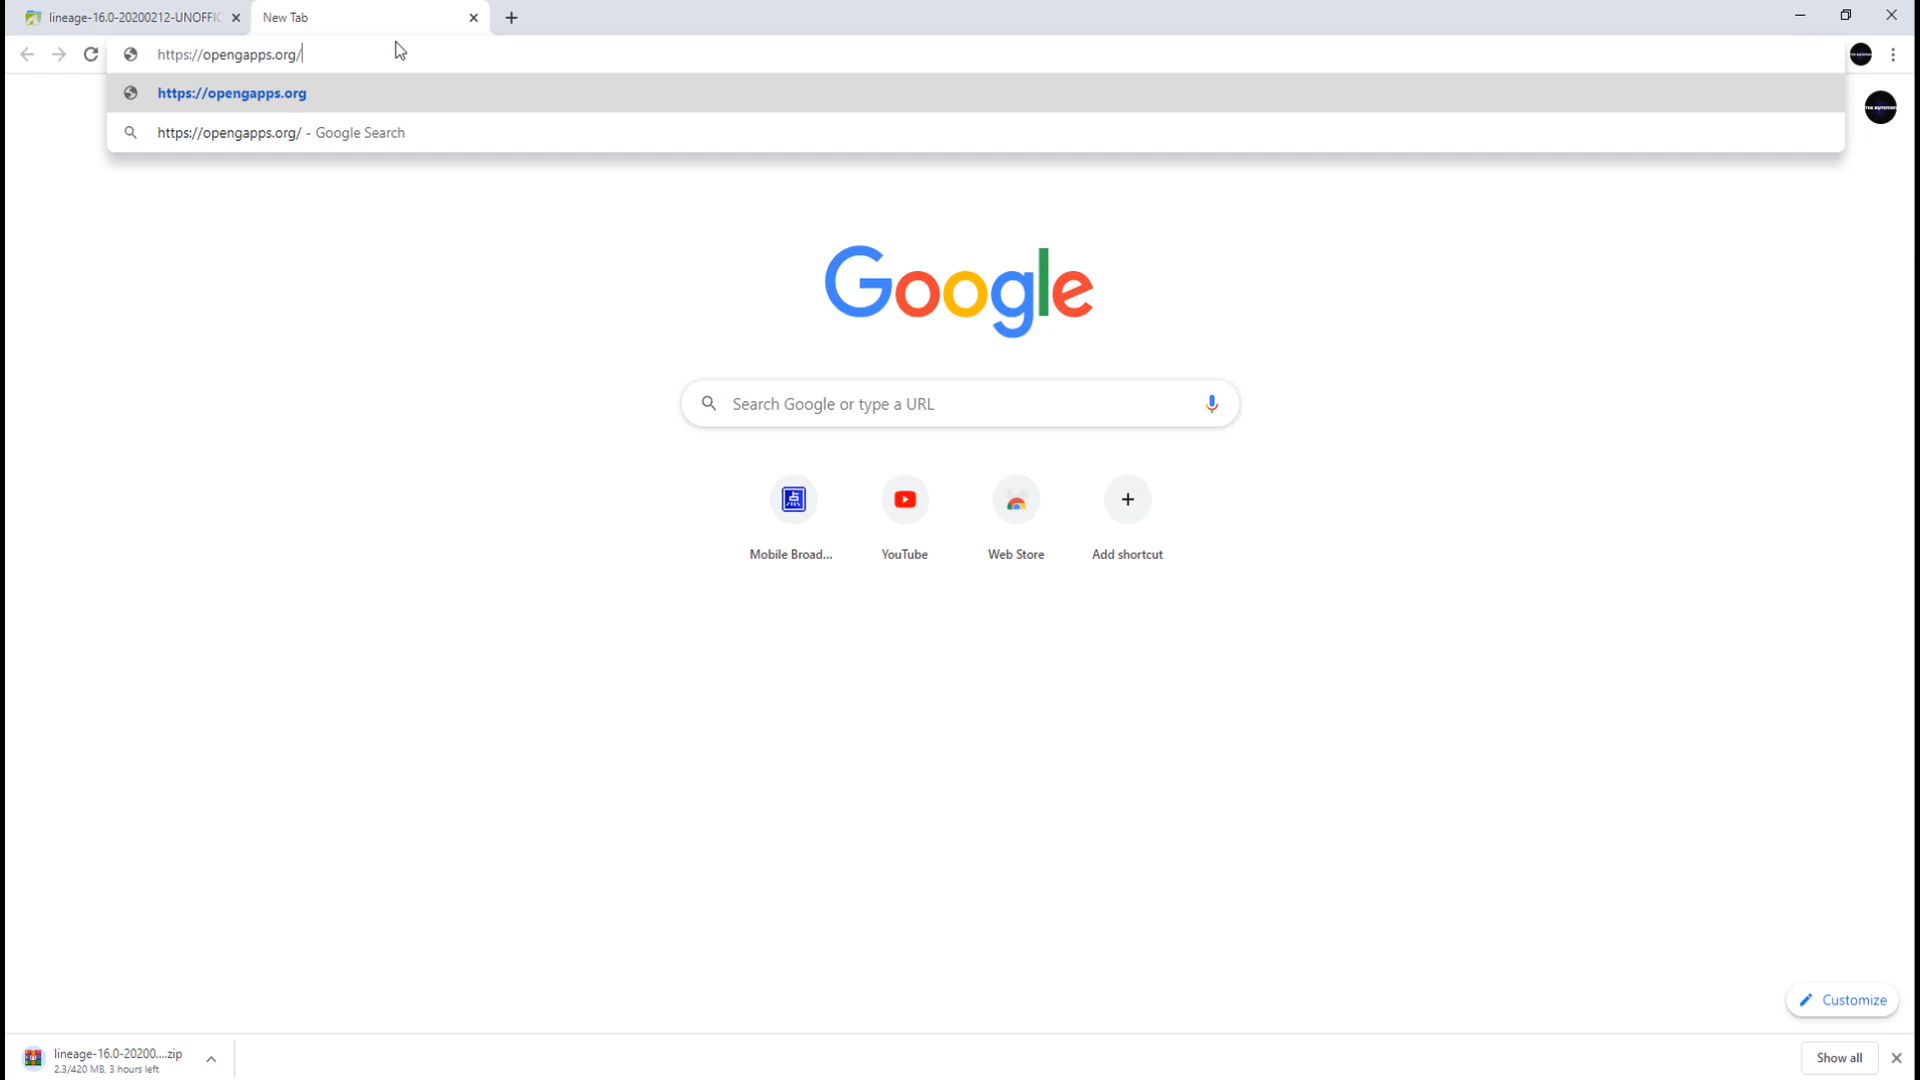 lineage-16.0-20200212-UNOFFIC
New Tab
https://opengapps.org/
https://opengapps.org
https://opengapps.org/ - Google Search
Google
Search Google or type a URL
点
Mobile Broad...
YouTube
Web Store
Add shortcut
Customize
lineage-16.0-20200....zip
2.3/420 MB, 3 hours left
Show all